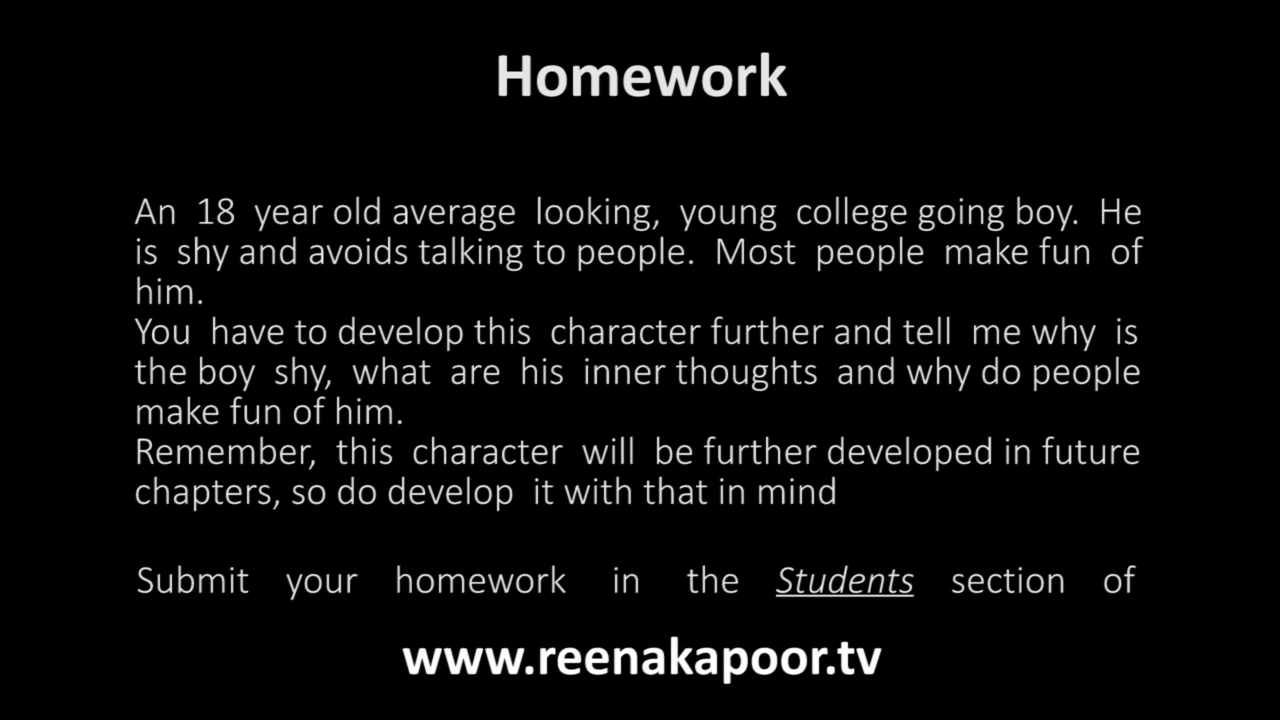 Homework
An 18 year old average looking, young college going boy. He
is shy and avoids talking to people. Most people make fun of
him.
You have to develop this character further and tell me why is
the boy shy, what are his inner thoughts and why do people
make fun of him.
Remember, this character will be further developed in future
chapters, so do develop it with that in mind
Submit your homework in the Students section of
www.reenakapoor.tv